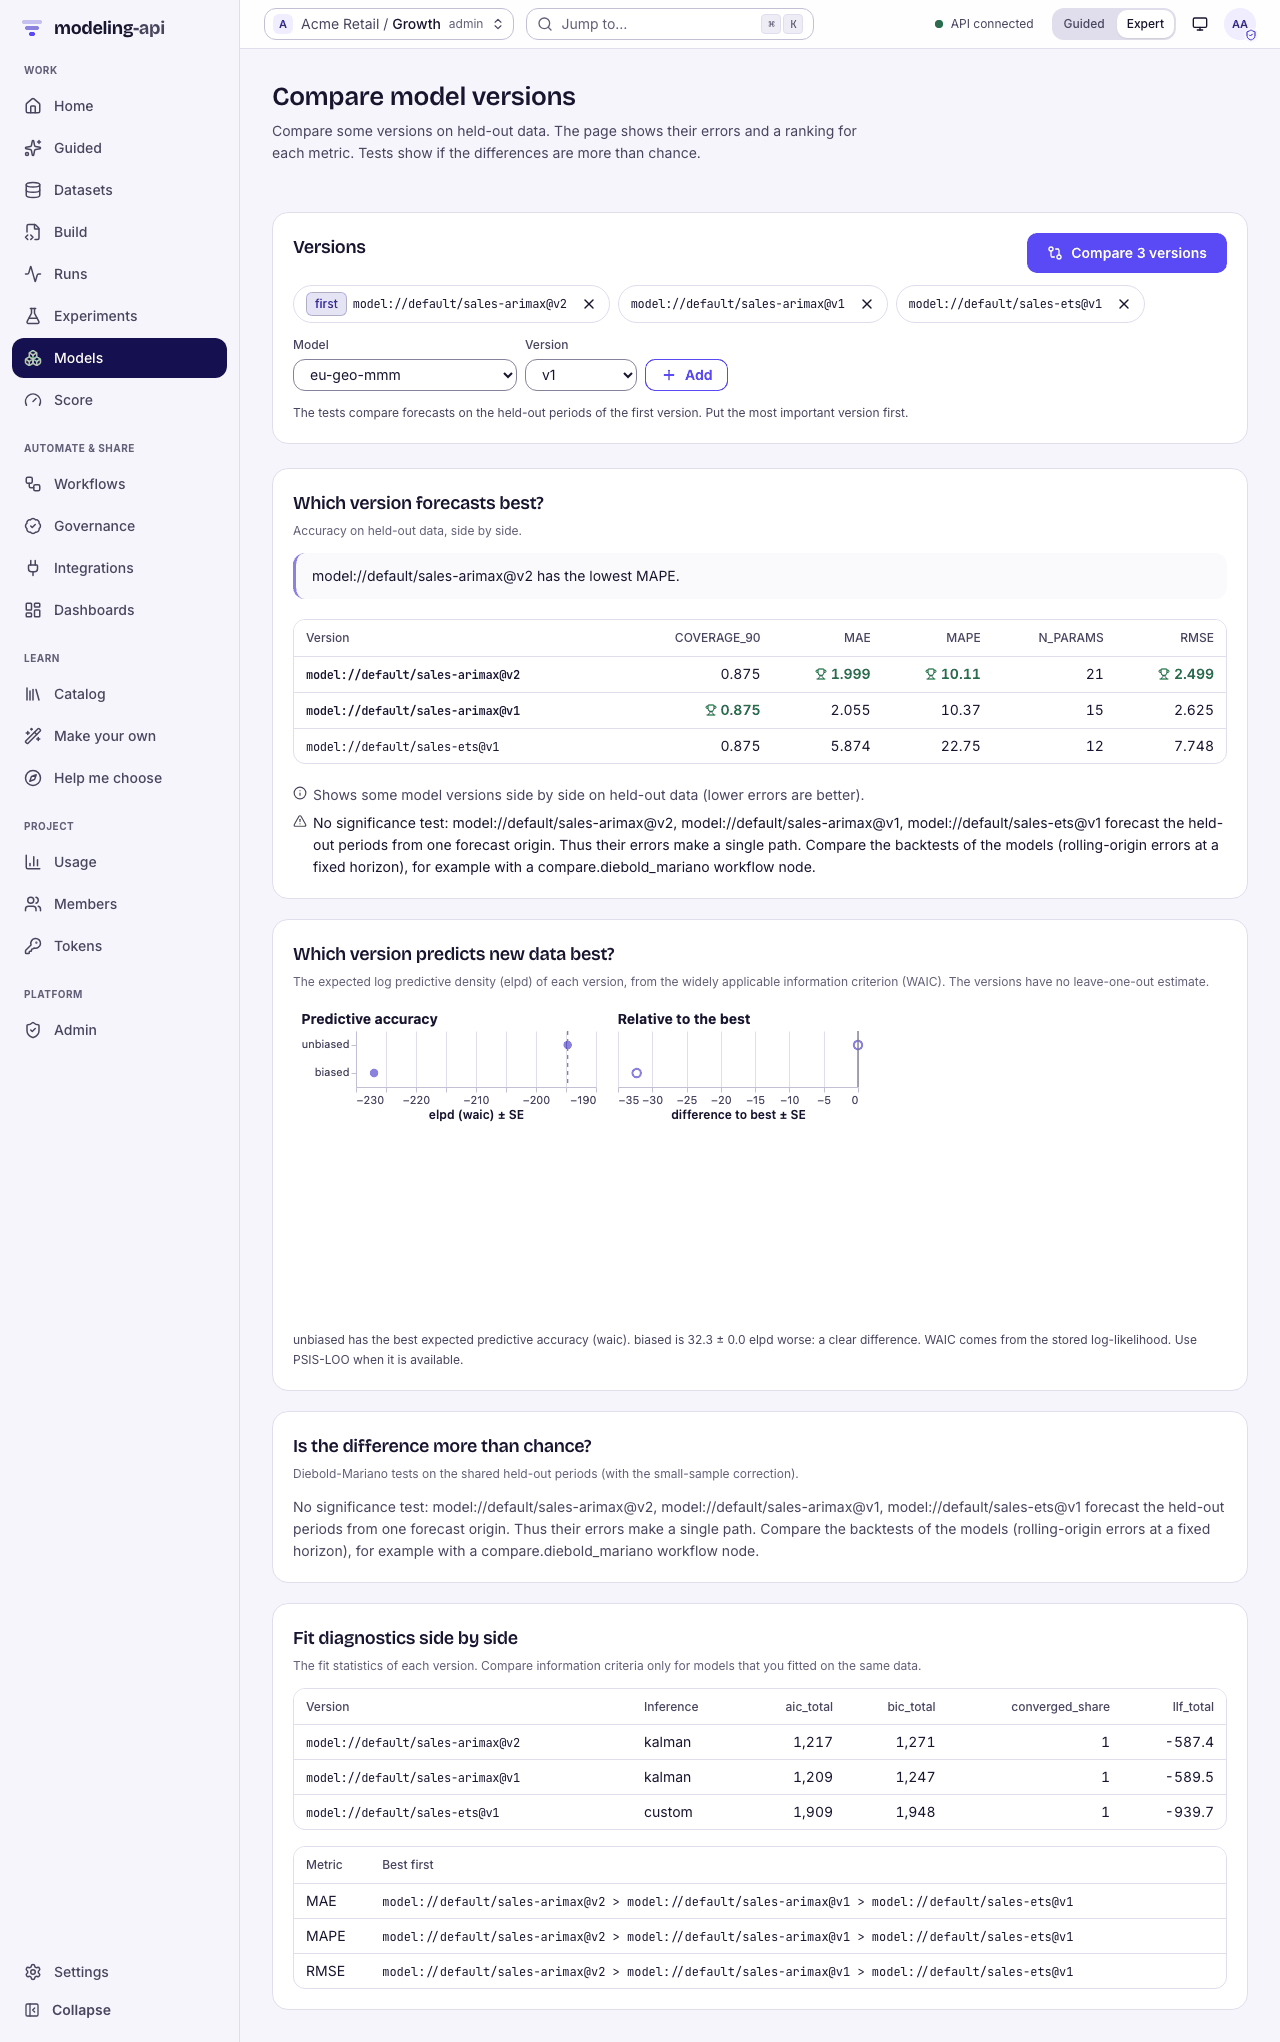 modeling-api
WORK
Home
Guided
Datasets
Build
Runs
Experiments
Models
Score
AUTOMATE & SHARE
Workflows
Governance
Integrations
Dashboards
LEARN
Catalog
Make your own
Help me choose
PROJECT
Usage
Members
Tokens
PLATFORM
Admin
Settings
Collapse
A Acme Retail / Growth admin
Jump to... ⌘ K
API connected
Guided Expert
AA
Compare model versions
Compare some versions on held-out data. The page shows their errors and a ranking for
each metric. Tests show if the differences are more than chance.
Versions
Compare 3 versions
first model://default/sales-arimax@v2
model://default/sales-arimax@v1
model://default/sales-ets@v1
Model Version
eu-geo-mmm v1 Add
The tests compare forecasts on the held-out periods of the first version. Put the most important version first.
Which version forecasts best?
Accuracy on held-out data, side by side.
model://default/sales-arimax@v2 has the lowest MAPE.
Version COVERAGE_90 MAE MAPE N_PARAMS RMSE
model://default/sales-arimax@v2 0.875 1.999 10.11 21 2.499
model://default/sales-arimax@v1 0.875 2.055 10.37 15 2.625
model://default/sales-ets@v1 0.875 5.874 22.75 12 7.748
Shows some model versions side by side on held-out data (lower errors are better).
No significance test: model://default/sales-arimax@v2, model://default/sales-arimax@v1, model://default/sales-ets@v1 forecast the held-
out periods from one forecast origin. Thus their errors make a single path. Compare the backtests of the models (rolling-origin errors at a
fixed horizon), for example with a compare.diebold_mariano workflow node.
Which version predicts new data best?
The expected log predictive density (elpd) of each version, from the widely applicable information criterion (WAIC). The versions have no leave-one-out estimate.
Predictive accuracy
unbiased
biased
−230 −220 −210 −200 −190
elpd (waic) ± SE
Relative to the best
−35 −30 −25 −20 −15 −10 −5 0
difference to best ± SE
unbiased has the best expected predictive accuracy (waic). biased is 32.3 ± 0.0 elpd worse: a clear difference. WAIC comes from the stored log-likelihood. Use
PSIS-LOO when it is available.
Is the difference more than chance?
Diebold-Mariano tests on the shared held-out periods (with the small-sample correction).
No significance test: model://default/sales-arimax@v2, model://default/sales-arimax@v1, model://default/sales-ets@v1 forecast the held-out
periods from one forecast origin. Thus their errors make a single path. Compare the backtests of the models (rolling-origin errors at a fixed
horizon), for example with a compare.diebold_mariano workflow node.
Fit diagnostics side by side
The fit statistics of each version. Compare information criteria only for models that you fitted on the same data.
Version Inference aic_total bic_total converged_share llf_total
model://default/sales-arimax@v2 kalman 1,217 1,271 1 -587.4
model://default/sales-arimax@v1 kalman 1,209 1,247 1 -589.5
model://default/sales-ets@v1 custom 1,909 1,948 1 -939.7
Metric Best first
MAE model://default/sales-arimax@v2 > model://default/sales-arimax@v1 > model://default/sales-ets@v1
MAPE model://default/sales-arimax@v2 > model://default/sales-arimax@v1 > model://default/sales-ets@v1
RMSE model://default/sales-arimax@v2 > model://default/sales-arimax@v1 > model://default/sales-ets@v1